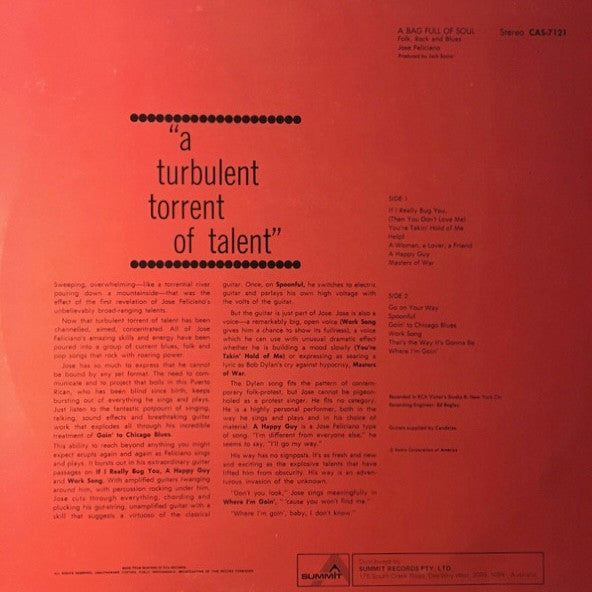 A BAG FULL OF SOUL
Folk, Rock and Blues
Jose Feliciano
Produced by Jack Somer
Stereo CAS-7121
"a
turbulent
torrent
of talent"
Sweeping, overwhelming—like a torrential river
pouring down a mountainside—that was the
effect of the first revelation of Jose Feliciano's
unbelievably broad-ranging talents.
Now that turbulent torrent of talent has been
channelled, aimed, concentrated. All of Jose
Feliciano's amazing skills and energy have been
poured into a group of current blues, folk and
pop songs that rock with roaring power.
Jose has so much to express that he cannot
be bound by any set format. The need to com-
municate and to project that boils in this Puerto
Rican, who has been blind since birth, keeps
bursting out of everything he sings and plays.
Just listen to the fantastic potpourri of singing,
talking, sound effects and breathtaking guitar
work that explodes all through his incredible
treatment of Goin' to Chicago Blues.
This ability to reach beyond anything you might
expect erupts again and again as Feliciano sings
and plays. It bursts out in his extraordinary guitar
passages on If I Really Bug You, A Happy Guy
and Work Song. With amplified guitars twanging
around him, with percussion rocking under him,
Jose cuts through everything, chording and
plucking his gut-string, unamplified guitar with a
skill that suggests a virtuoso of the classical
guitar. Once, on Spoonful, he switches to electric
guitar and parlays his own high voltage with
the volts of the guitar.
But the guitar is just part of Jose. Jose is also a
voice—a remarkably big, open voice (Work Song
gives him a chance to show its fullness), a voice
which he can use with unusual dramatic effect
whether he is building a mood slowly (You're
Takin' Hold of Me) or expressing as searing a
lyric as Bob Dylan's cry against hypocrisy, Masters
of War.
The Dylan song fits the pattern of contemp-
orary folk-protest, but Jose cannot be pigeon-
holed as a protest singer. He fits no category.
He is a highly personal performer, both in the
way he sings and plays and in his choice of
material. A Happy Guy is a Jose Feliciano type
of song. "I'm different from everyone else," he
seems to say. "I'll go my way."
His way has no signposts. It's as fresh and new
and exciting as the explosive talents that have
lifted him from obscurity. His way is an adven-
turous invasion of the unknown.
"Don't you look," Jose sings meaningfully in
Where I'm Goin', "'cause you won't find me."
"Where I'm goin', baby, I don't know."
SIDE 1
If I Really Bug You,
(Then You Don't Love Me)
You're Takin' Hold of Me
Help!
A Woman, a Lover, a Friend
A Happy Guy
Masters of War
SIDE 2
Go on Your Way
Spoonful
Goin' to Chicago Blues
Work Song
That's the Way It's Gonna Be
Where I'm Goin'
Recorded in RCA Victor's Studio B, New York City
Recording Engineer: Ed Begley
Guitars supplied by Candelas
© Radio Corporation of America
SUMMIT
Distributed by
SUMMIT RECORDS PTY. LTD.